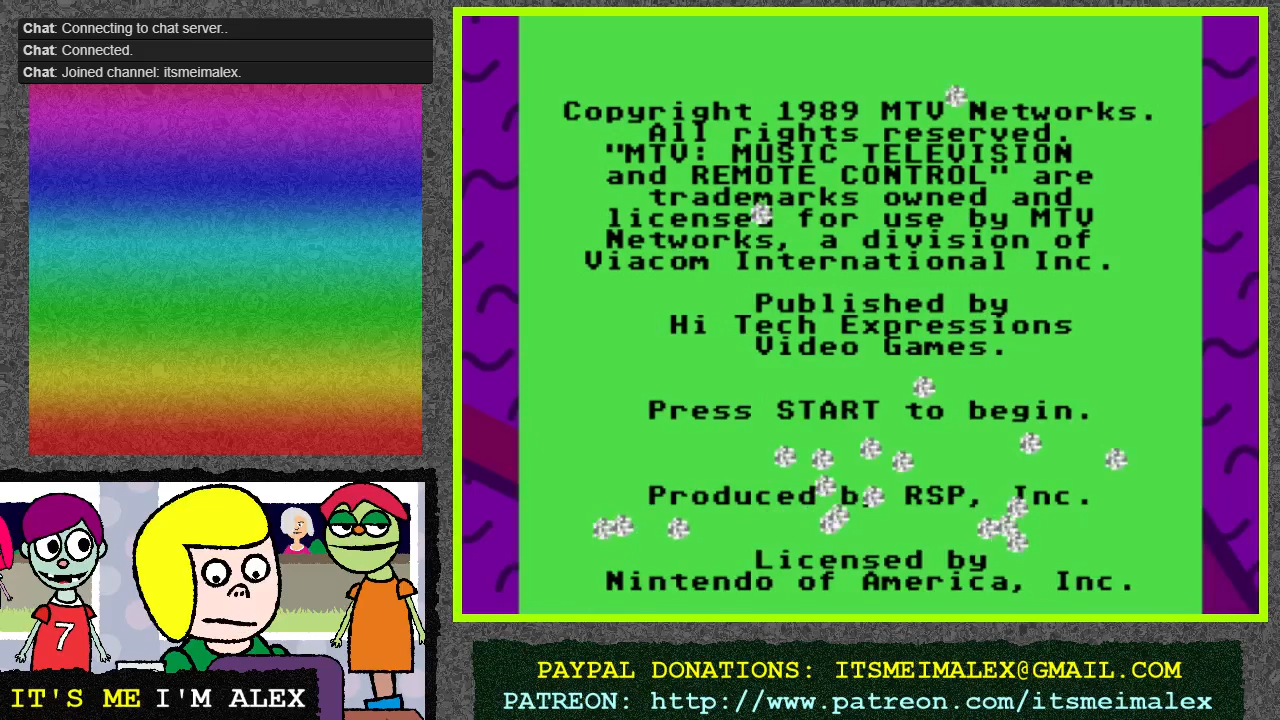 Chat: Connecting to chat server..
Chat: Connected.
Chat: Joined channel: itsmeimalex.
Copyright 1989 MTV Networks.
All rights reserved.
"MTV: MUSIC TELEVISION
and REMOTE CONTROL" are
trademarks owned and
licensed for use by MTV
Networks, a division of
Viacom International Inc.
Published by
Hi Tech Expressions
Video Games.
Press START to begin.
Produced by RSP, Inc.
Licensed by
Nintendo of America, Inc.
7
IT'S ME I'M ALEX
PAYPAL DONATIONS: ITSMEIMALEX@GMAIL.COM
PATREON: http://www.patreon.com/itsmeimalex